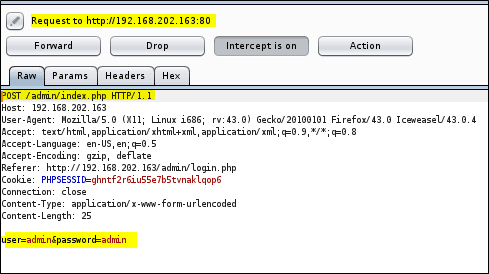 Request to http://192.168.202.163:80
Forward Drop Intercept is on Action
Raw Params Headers Hex
POST /admin/index.php HTTP/1.1
Host: 192.168.202.163
User-Agent: Mozilla/5.0 (X11; Linux i686; rv:43.0) Gecko/20100101 Firefox/43.0 Iceweasel/43.0.4
Accept: text/html,application/xhtml+xml,application/xml;q=0.9,*/*;q=0.8
Accept-Language: en-US,en;q=0.5
Accept-Encoding: gzip, deflate
Referer: http://192.168.202.163/admin/login.php
Cookie: PHPSESSID=ghntf2r6iu55e7b5tvnaklqop6
Connection: close
Content-Type: application/x-www-form-urlencoded
Content-Length: 25
user=admin&password=admin